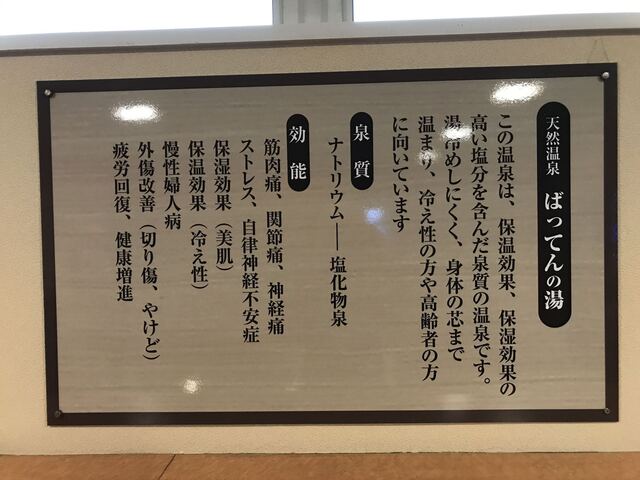 天然温泉 ばってんの湯
この温泉は、保温効果、保湿効果の
高い塩分を含んだ泉質の温泉です。
湯冷めしにくく、身体の芯まで
温まり、冷え性の方や高齢者の方
に向いています
泉質
ナトリウム――塩化物泉
効能
筋肉痛、関節痛、神経痛
ストレス、自律神経不安症
保湿効果（美肌）
保温効果（冷え性）
慢性婦人病
外傷改善（切り傷、やけど）
疲労回復、健康増進